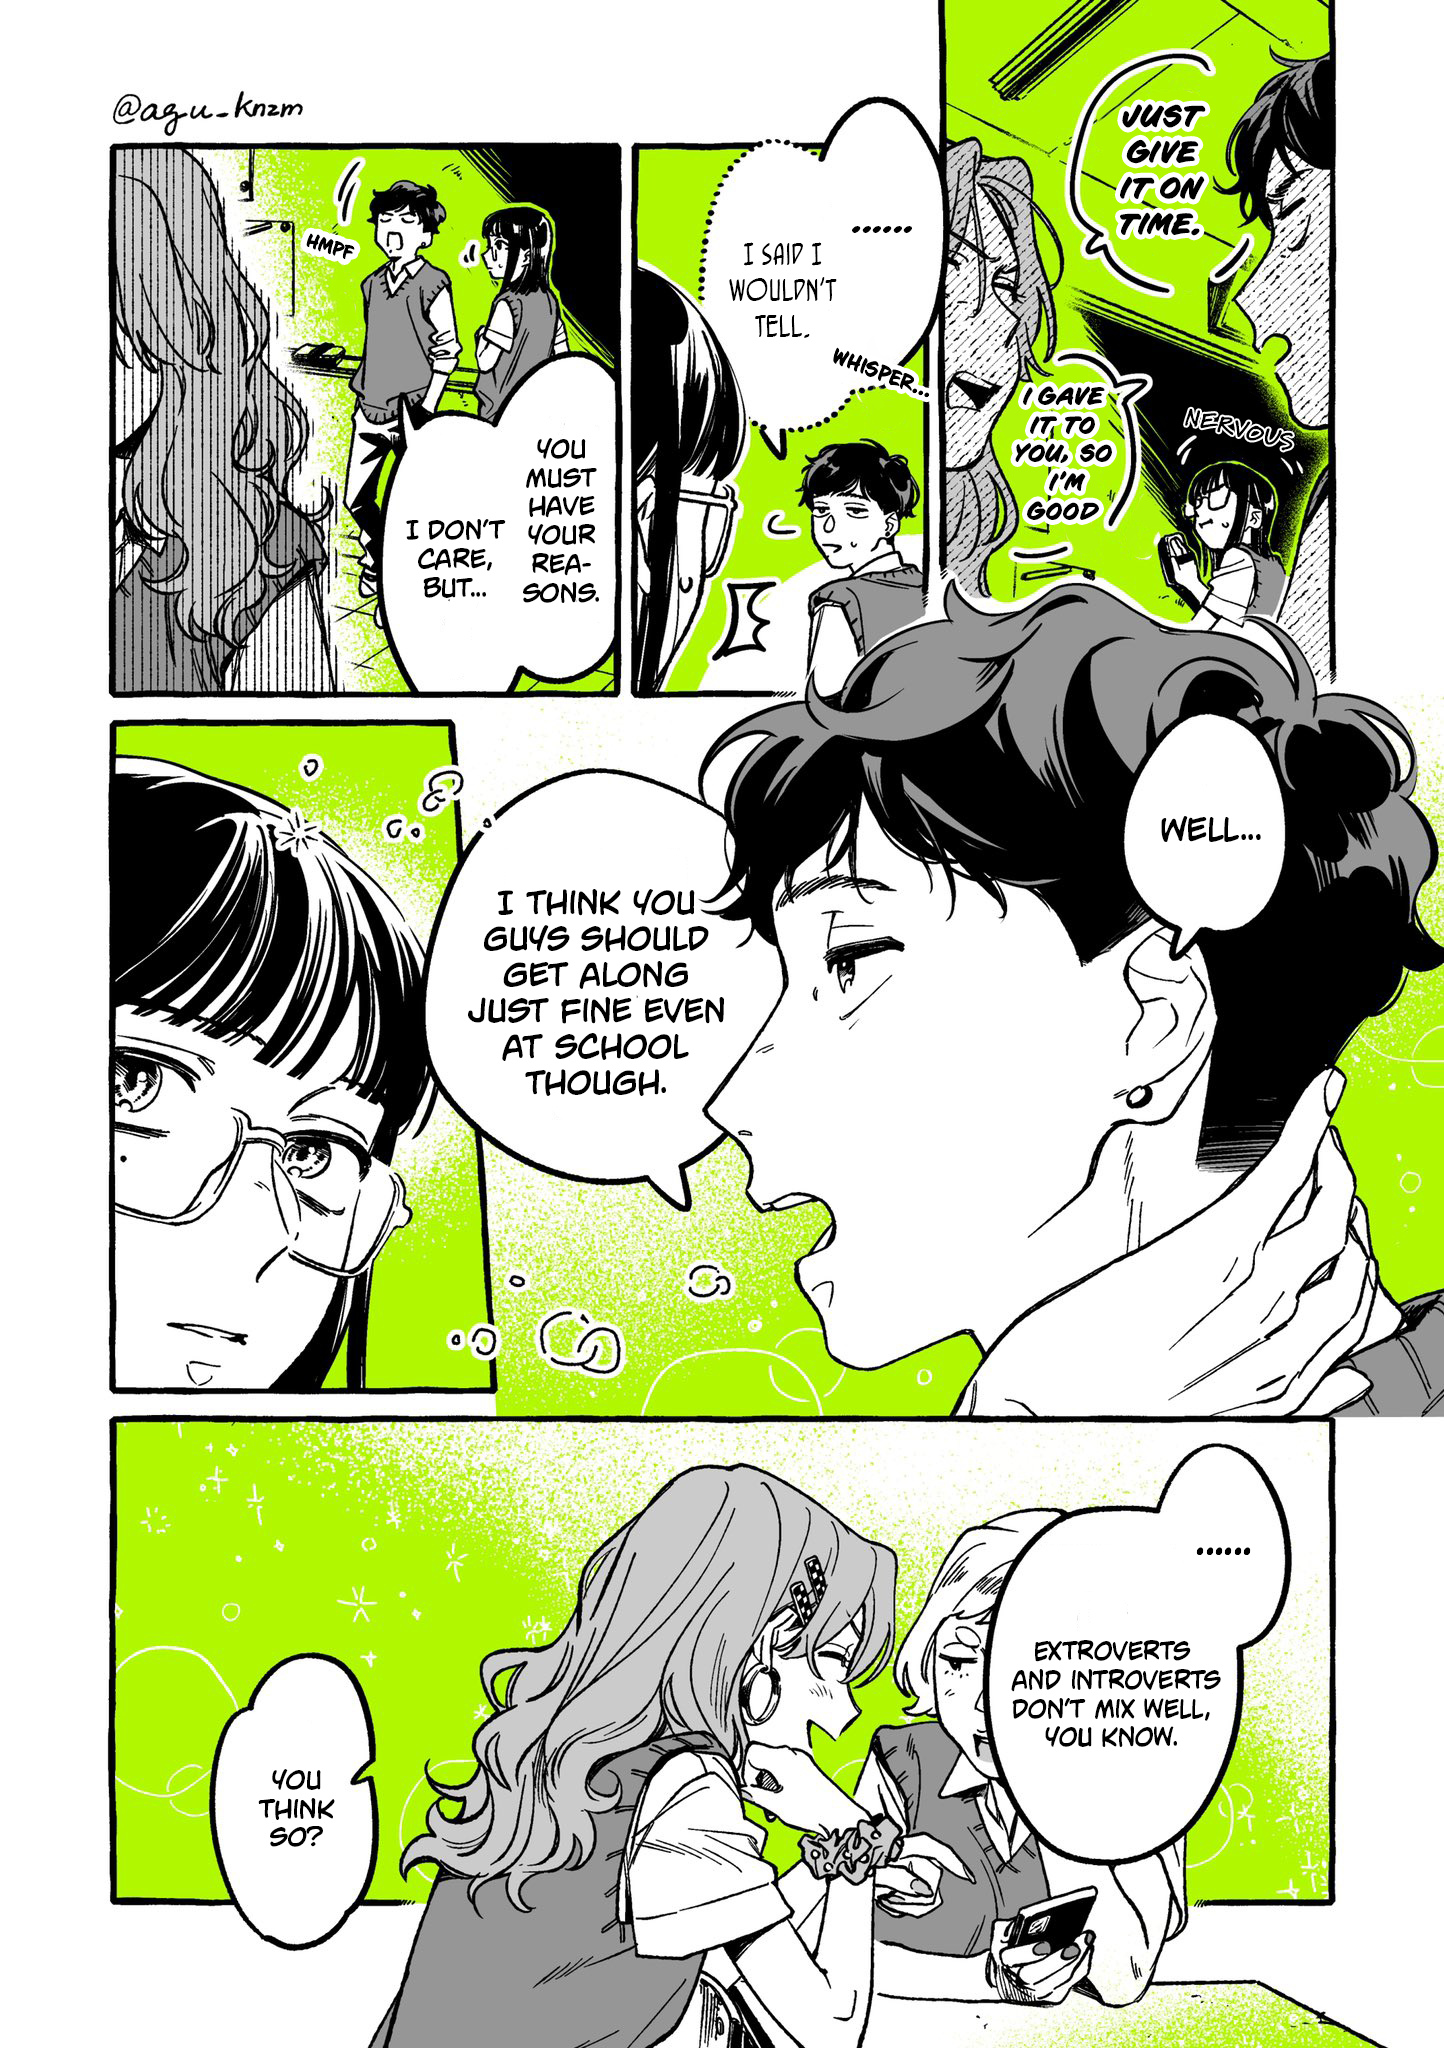 @agu_knzm
JUST
GIVE
IT ON
TIME.
I GAVE
IT TO
YOU, SO
I'M
GOOD
NERVOUS
......
I SAID I
WOULDN'T
TELL.
WHISPER...
HMPF
YOU
MUST
HAVE
YOUR
REA-
SONS.
I DON'T
CARE,
BUT...
WELL...
I THINK YOU
GUYS SHOULD
GET ALONG
JUST FINE EVEN
AT SCHOOL
THOUGH.
......
EXTROVERTS
AND INTROVERTS
DON'T MIX WELL,
YOU KNOW.
YOU
THINK
SO?